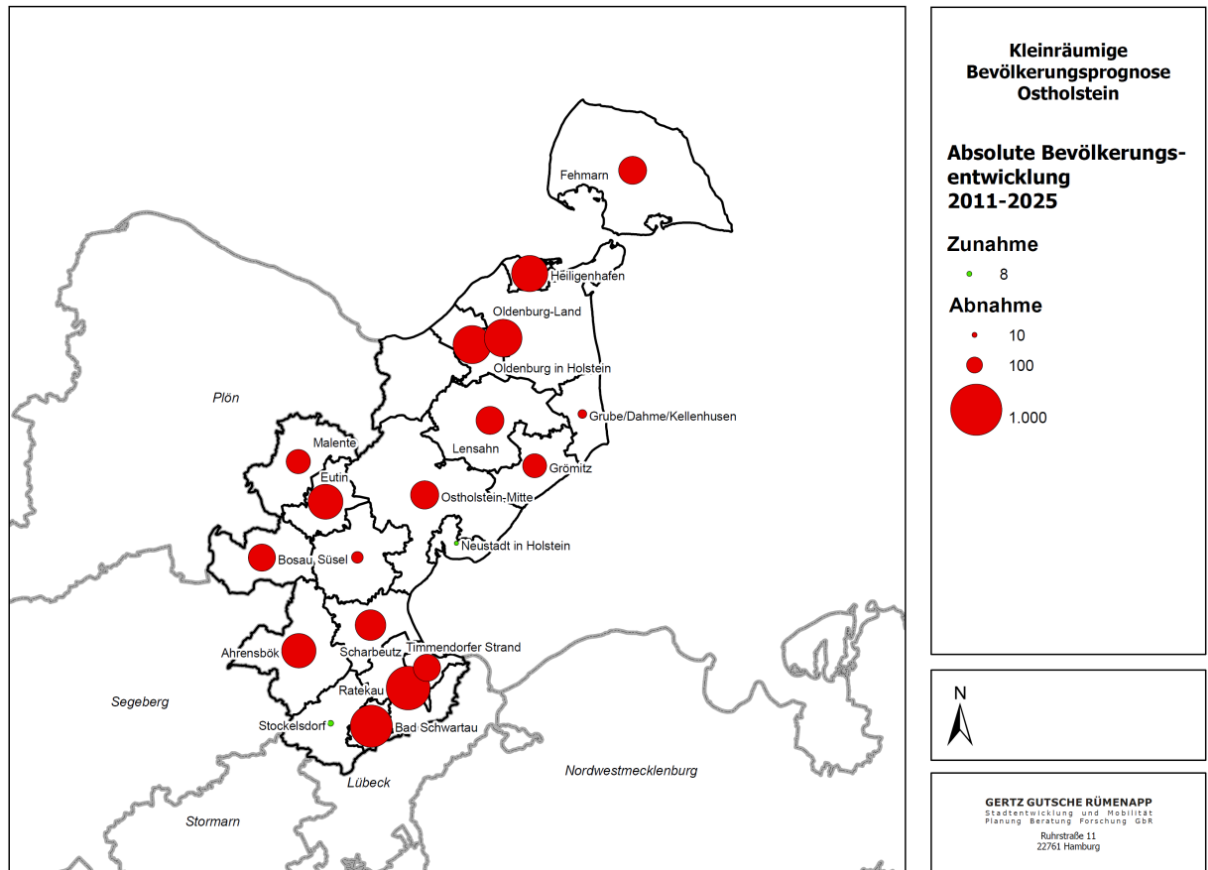 Kleinräumige
Bevölkerungsprognose
Ostholstein
Absolute Bevölkerungs-
entwicklung
2011-2025
Zunahme
8
Abnahme
10
100
1.000
N
GERTZ GUTSCHE RÜMENAPP
Stadtentwicklung und Mobilität
Planung Beratung Forschung GbR
Ruhrstraße 11
22761 Hamburg
Fehmarn
Heiligenhafen
Oldenburg-Land
Oldenburg in Holstein
Plön
Grube/Dahme/Kellenhusen
Malente
Lensahn
Grömitz
Eutin
Ostholstein-Mitte
Neustadt in Holstein
Bosau
Süsel
Timmendorfer Strand
Ahrensbök
Scharbeutz
Ratekau
Segeberg
Stockelsdorf
Bad Schwartau
Nordwestmecklenburg
Lübeck
Stormarn